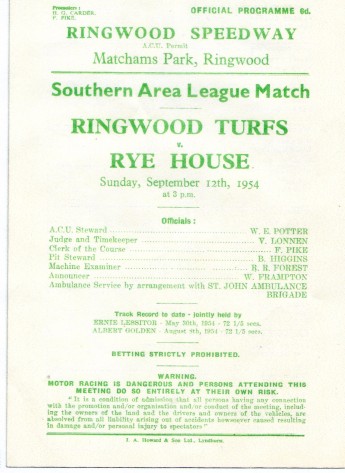 Promoters :
H. G. CARDER.
F. PIKE.
OFFICIAL PROGRAMME 6d.
RINGWOOD SPEEDWAY
A.C.U. Permit
Matchams Park, Ringwood
Southern Area League Match
RINGWOOD TURFS
v.
RYE HOUSE
Sunday, September 12th, 1954
at 3 p.m.
Officials :
A.C.U. Steward W. E. POTTER
Judge and Timekeeper V. LONNEN
Clerk of the Course F. PIKE
Pit Steward B. HIGGINS
Machine Examiner R. R. FOREST
Announcer W. FRAMPTON
Ambulance Service by arrangement with ST. JOHN AMBULANCE
BRIGADE
Track Record to date - jointly held by
ERNIE LESSITOR - May 30th, 1954 - 72 1/5 secs.
ALBERT GOLDEN - August 8th, 1954 - 72 1/5 secs.
BETTING STRICTLY PROHIBITED.
WARNING.
MOTOR RACING IS DANGEROUS AND PERSONS ATTENDING THIS
MEETING DO SO ENTIRELY AT THEIR OWN RISK.
"It is a condition of admission that all persons having any connection
with the promotion and/or organisation and/or conduct of the meeting, including
the owners of the land and the drivers and owners of the vehicles, are
absolved from all liability arising out of accidents howsoever caused resulting
in damage and/or personal injury to spectators"
J. A. Howard & Son Ltd.,